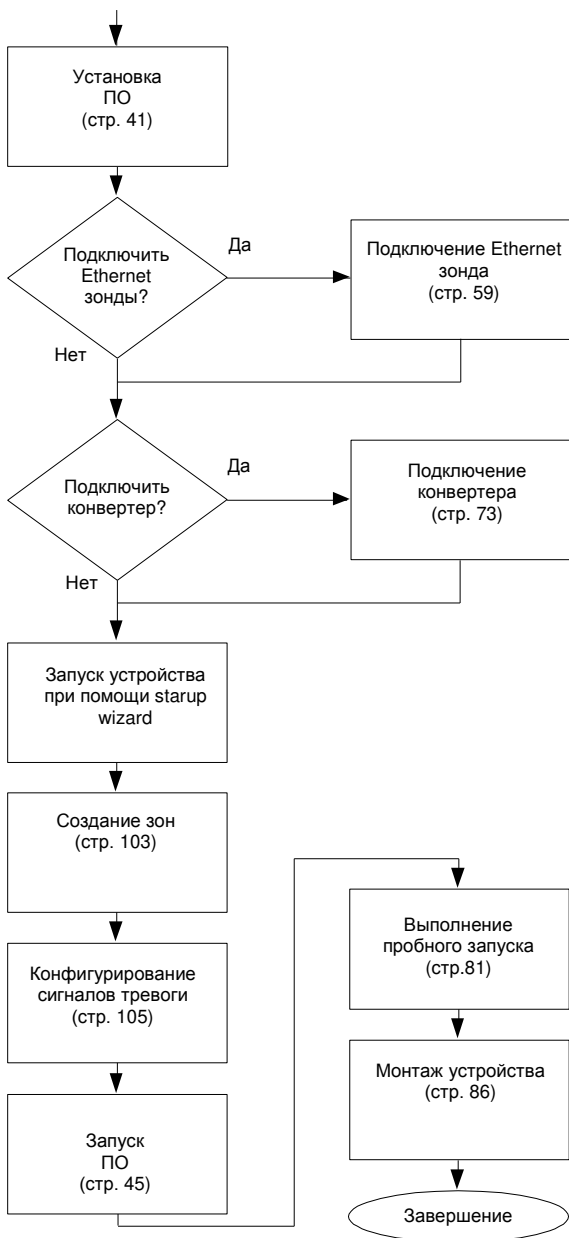 Установка
ПО
(стр. 41)
Подключить
Ethernet
зонды?
Да
Подключение Ethernet
зонда
(стр. 59)
Нет
Подключить
конвертер?
Да
Подключение
конвертера
(стр. 73)
Нет
Запуск устройства
при помощи starup
wizard
Создание зон
(стр. 103)
Конфигурирование
сигналов тревоги
(стр. 105)
Запуск
ПО
(стр. 45)
Выполнение
пробного запуска
(стр.81)
Монтаж устройства
(стр. 86)
Завершение